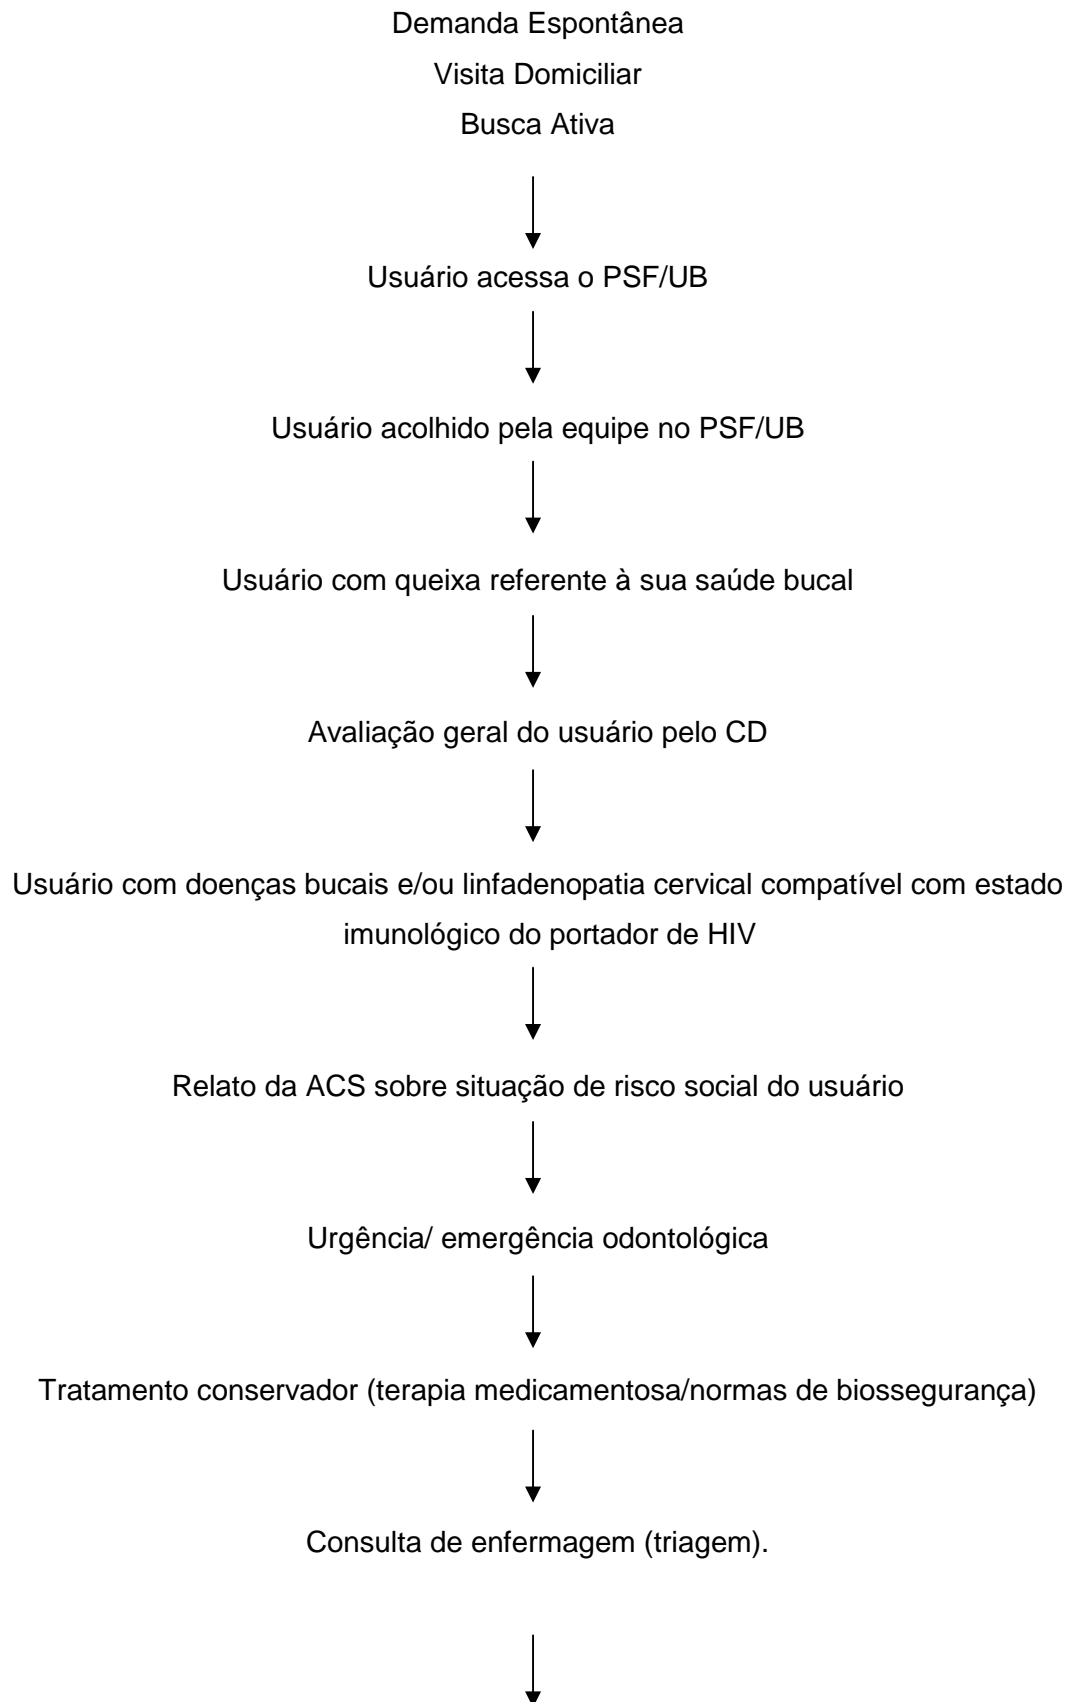 Demanda Espontânea
Visita Domiciliar
Busca Ativa
Usuário acessa o PSF/UB
Usuário acolhido pela equipe no PSF/UB
Usuário com queixa referente à sua saúde bucal
Avaliação geral do usuário pelo CD
Usuário com doenças bucais e/ou linfadenopatia cervical compatível com estado
imunológico do portador de HIV
Relato da ACS sobre situação de risco social do usuário
Urgência/ emergência odontológica
Tratamento conservador (terapia medicamentosa/normas de biossegurança)
Consulta de enfermagem (triagem).